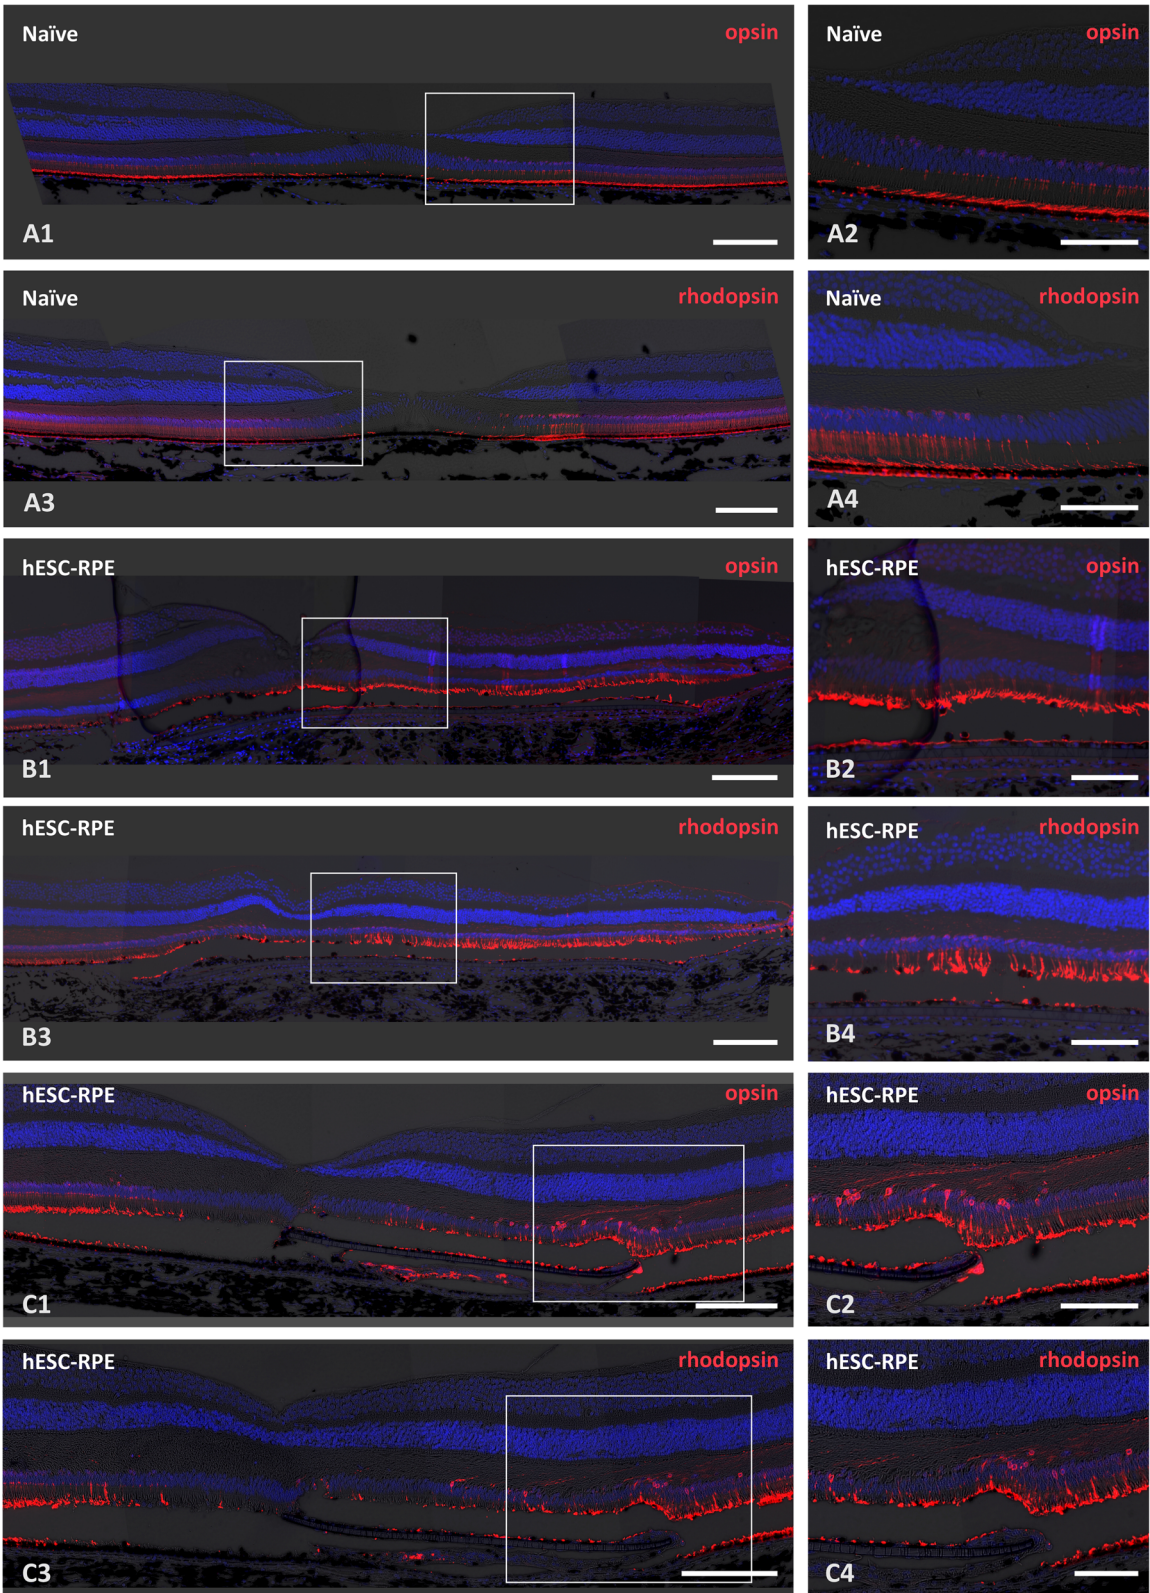 Naïve opsin
A1
Naïve opsin
A2
Naïve rhodopsin
A3
Naïve rhodopsin
A4
hESC-RPE opsin
B1
hESC-RPE opsin
B2
hESC-RPE rhodopsin
B3
hESC-RPE rhodopsin
B4
hESC-RPE opsin
C1
hESC-RPE opsin
C2
hESC-RPE rhodopsin
C3
hESC-RPE rhodopsin
C4